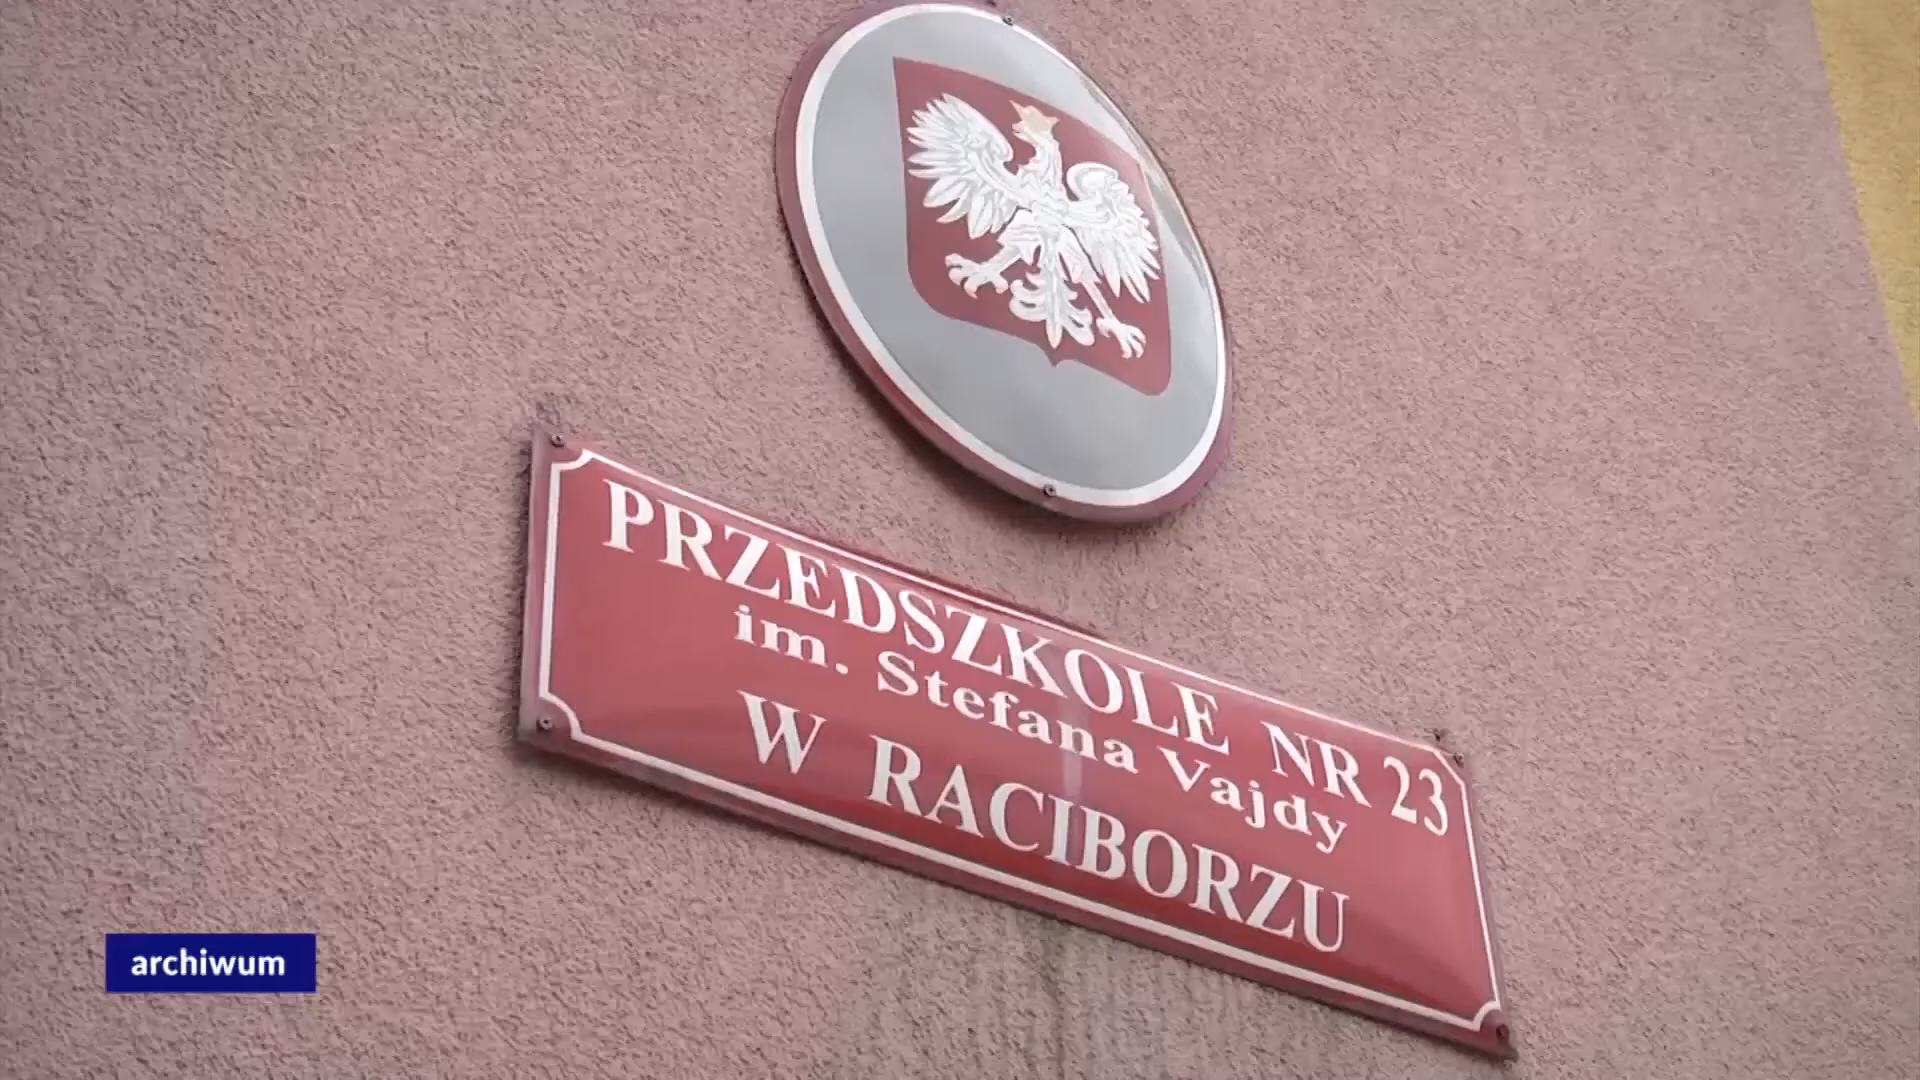 PRZEDSZKOLE NR 23
im. Stefana Vajdy
W RACIBORZU
archiwum